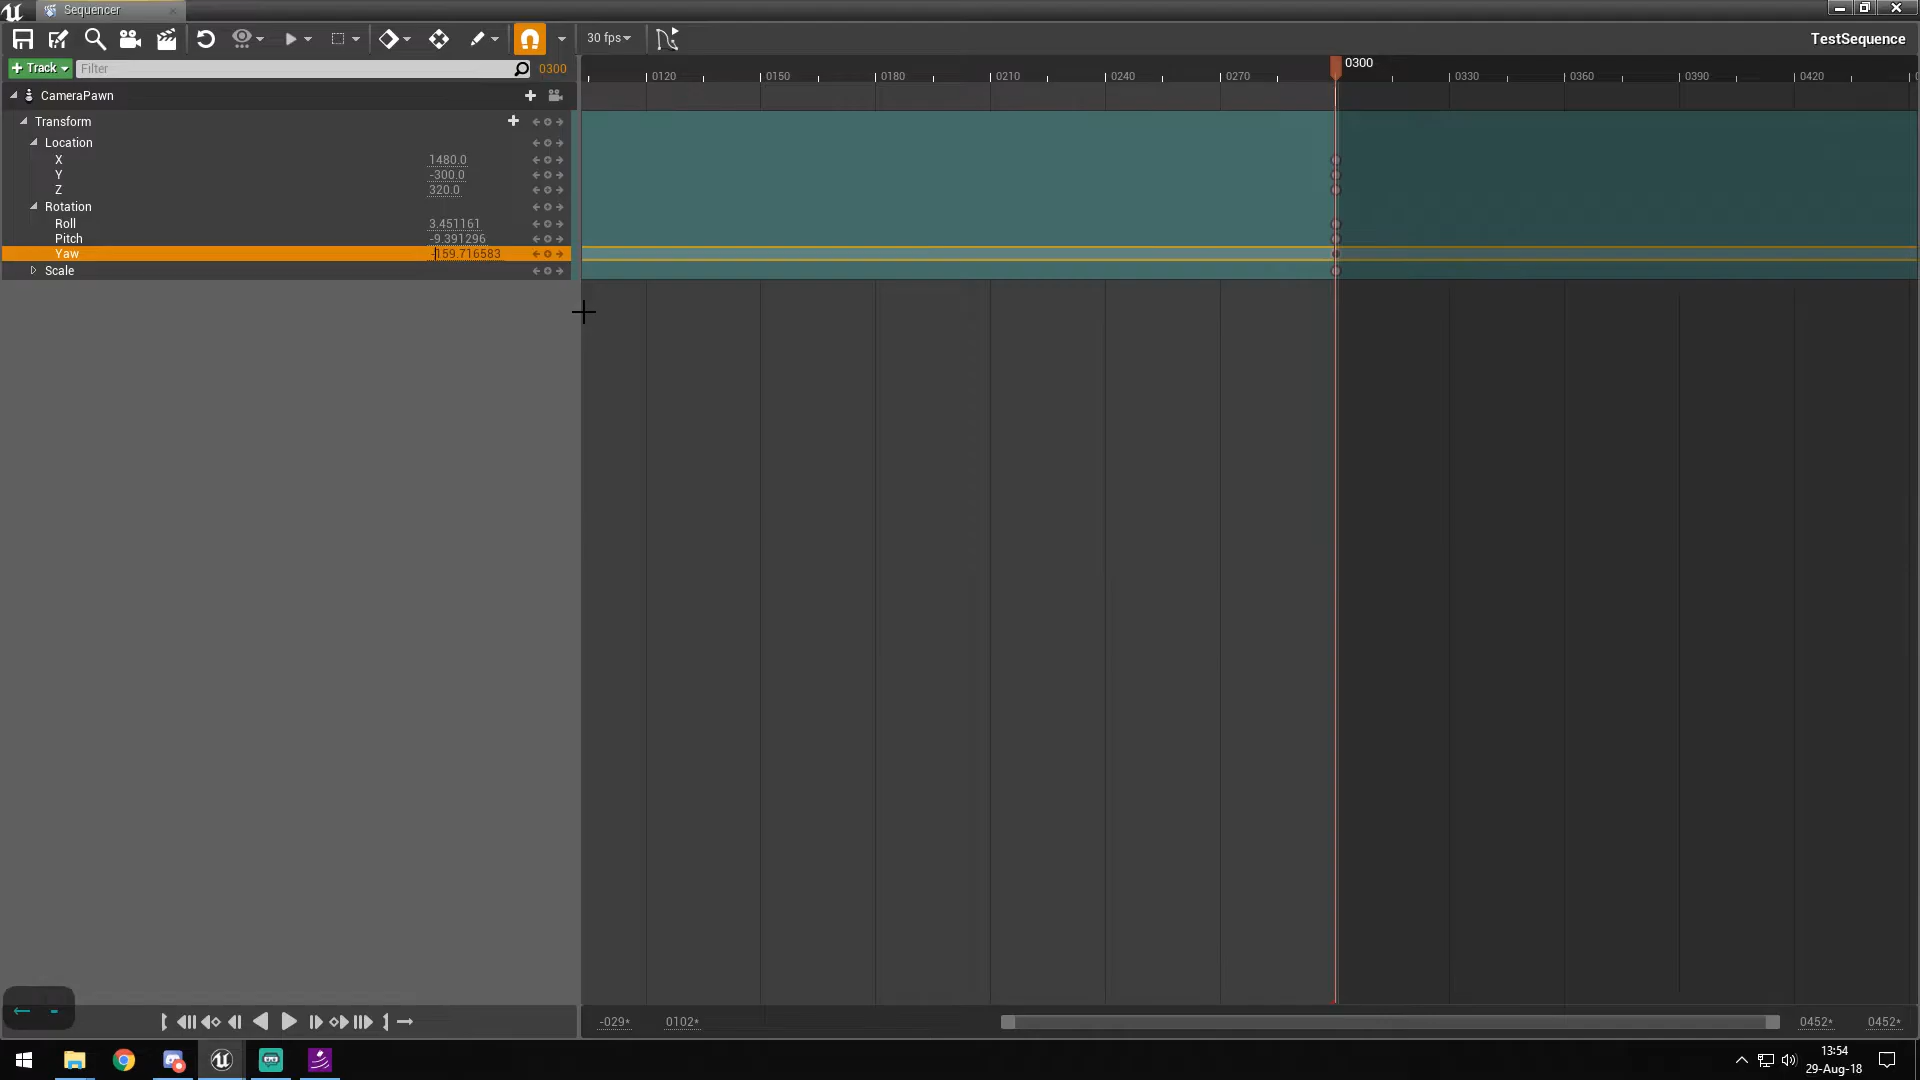 Sequencer
30 fps
TestSequence
Track
Filter
0300
0300
0120
0150
0180
0210
0240
0270
0330
0360
0390
0420
CameraPawn
Transform
Location
X
1480.0
Y
-300.0
Z
320.0
Rotation
Roll
3.451161
Pitch
-9.391296
Yaw
-159.716583
Scale
← -
-029*
0102*
0452*
0452*
13:54
29-Aug-18